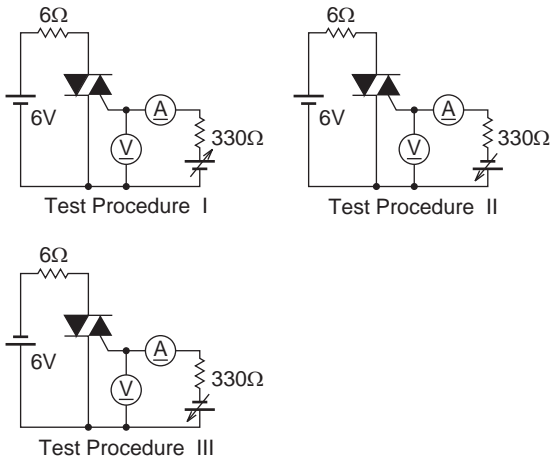 6Ω
6V
A
V
330Ω
Test Procedure I
6Ω
6V
A
V
330Ω
Test Procedure II
6Ω
6V
A
V
330Ω
Test Procedure III